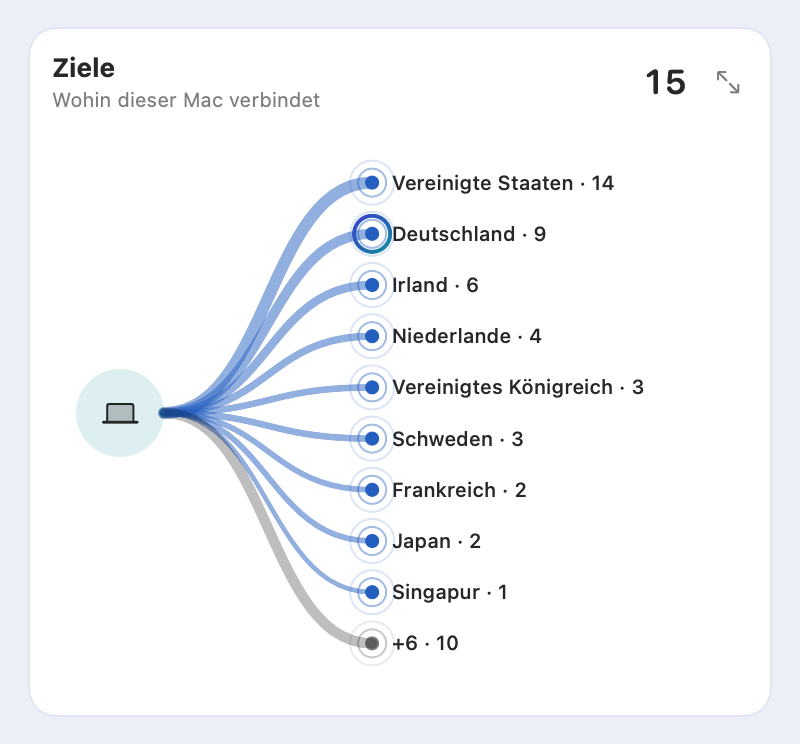 Ziele
Wohin dieser Mac verbindet
15
Vereinigte Staaten · 14
Deutschland · 9
Irland · 6
Niederlande · 4
Vereinigtes Königreich · 3
Schweden · 3
Frankreich · 2
Japan · 2
Singapur · 1
+6 · 10